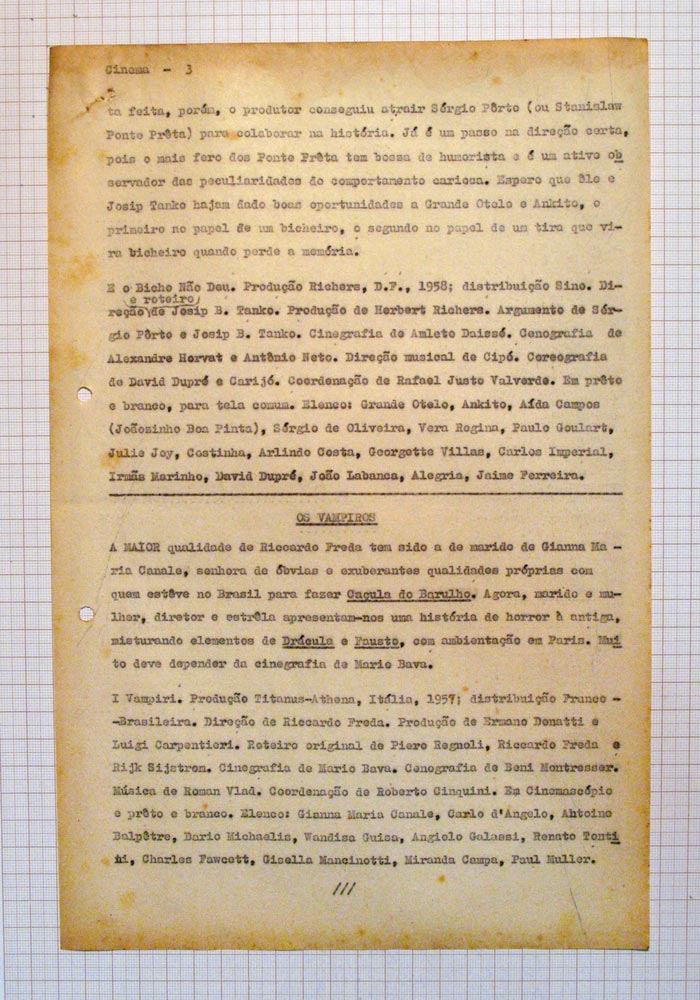 Cinema - 3
ta feita, porém, o produtor conseguiu atrair Sérgio Pôrto (ou Stanislaw
Ponte Prêta) para colaborar na história. Já é um passo na direção certa,
pois o mais fero dos Ponte Prêta tem bossa de humorista e é um ativo ob
servador das peculiaridades do comportamento carioca. Espero que êle e
Josip Tanko hajam dado boas oportunidades a Grande Otelo e Ankito, o
primeiro no papel de um bicheiro, o segundo no papel de um tira que vi-
ra bicheiro quando perde a memória.
E o Bicho Não Deu. Produção Richers, D.F., 1958; distribuição Sino. Di-
e roteiro
reção de Josip B. Tanko. Produção de Herbert Richers. Argumento de Sér-
gio Pôrto e Josip B. Tanko. Cinegrafia de Amleto Daissé. Cenografia de
Alexandre Horvat e Antônio Neto. Direção musical de Cipó. Coreografia
de David Dupré e Carijó. Coordenação de Rafael Justo Valverde. Em prêto
e branco, para tela comum. Elenco: Grande Otelo, Ankito, Aída Campos
(Joãozinho Boa Pinta), Sérgio de Oliveira, Vera Regina, Paulo Goulart,
Julie Joy, Costinha, Arlindo Costa, Georgette Villas, Carlos Imperial,
Irmãs Marinho, David Dupré, João Labanca, Alegria, Jaime Ferreira.
OS VAMPIROS
A MAIOR qualidade de Riccardo Freda tem sido a de marido de Gianna Ma -
ria Canale, senhora de óbvias e exuberantes qualidades próprias com
quem estêve no Brasil para fazer Caçula do Barulho. Agora, marido e mu-
lher, diretor e estrêla apresentam-nos uma história de horror à antiga,
misturando elementos de Drácula e Fausto, com ambientação em Paris. Mui
to deve depender da cinegrafia de Mario Bava.
I Vampiri. Produção Titanus-Athena, Itália, 1957; distribuição Franco -
-Brasileira. Direção de Riccardo Freda. Produção de Ermano Donatti e
Luigi Carpentieri. Roteiro original de Piero Regnoli, Riccardo Freda e
Rijk Sijstrom. Cinegrafia de Mario Bava. Cenografia de Beni Montresser.
Música de Roman Vlad. Coordenação de Roberto Cinquini. Em Cinemascópio
e prêto e branco. Elenco: Gianna Maria Canale, Carlo d'Angelo, Ahtoine
Balpêtre, Dario Michaelis, Wandisa Guisa, Angiolo Galassi, Renato Tonti
ni, Charles Fawcett, Gisella Mancinotti, Miranda Campa, Paul Muller.
///